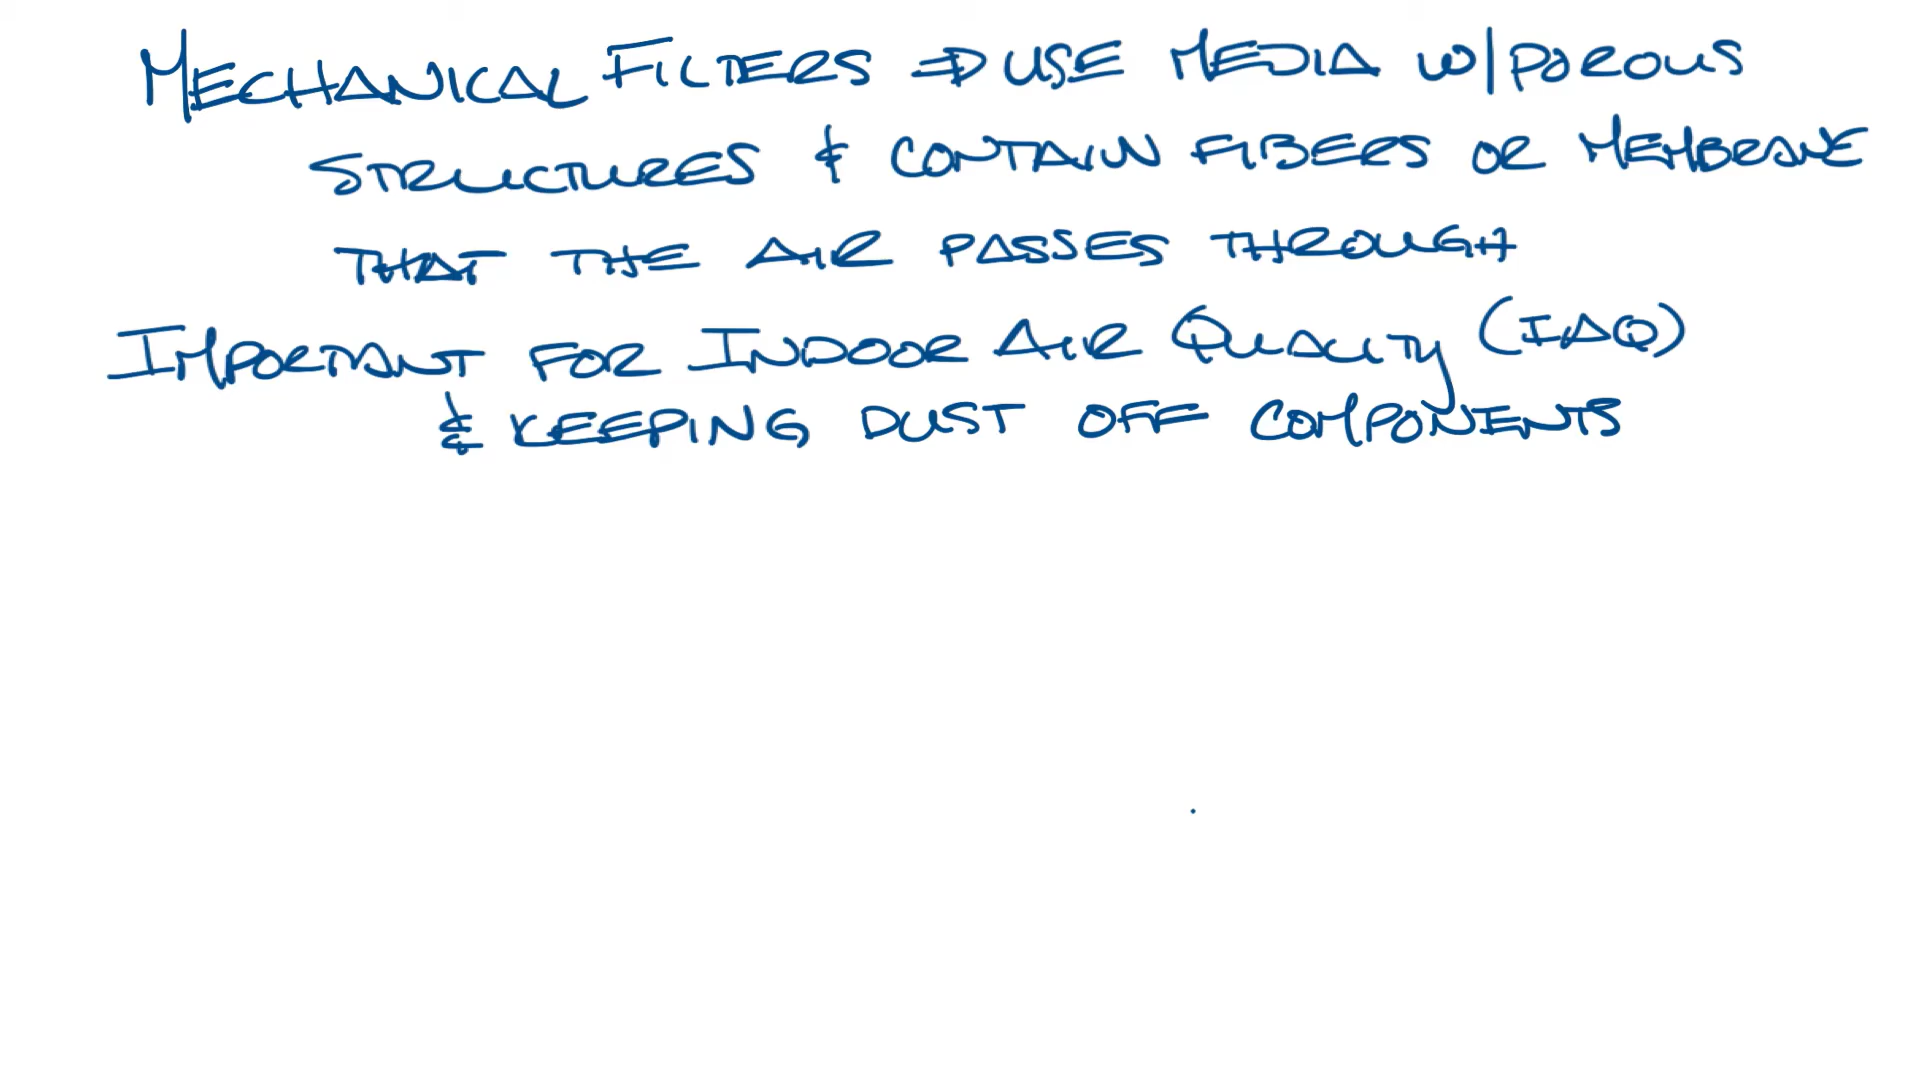 MECHANICAL FILTERS ⇒ USE MEDIA W/POROUS
STRUCTURES & CONTAIN FIBERS OR MEMBRANE
THAT THE AIR PASSES THROUGH
IMPORTANT FOR INDOOR AIR QUALITY (IAQ)
& KEEPING DUST OFF COMPONENTS